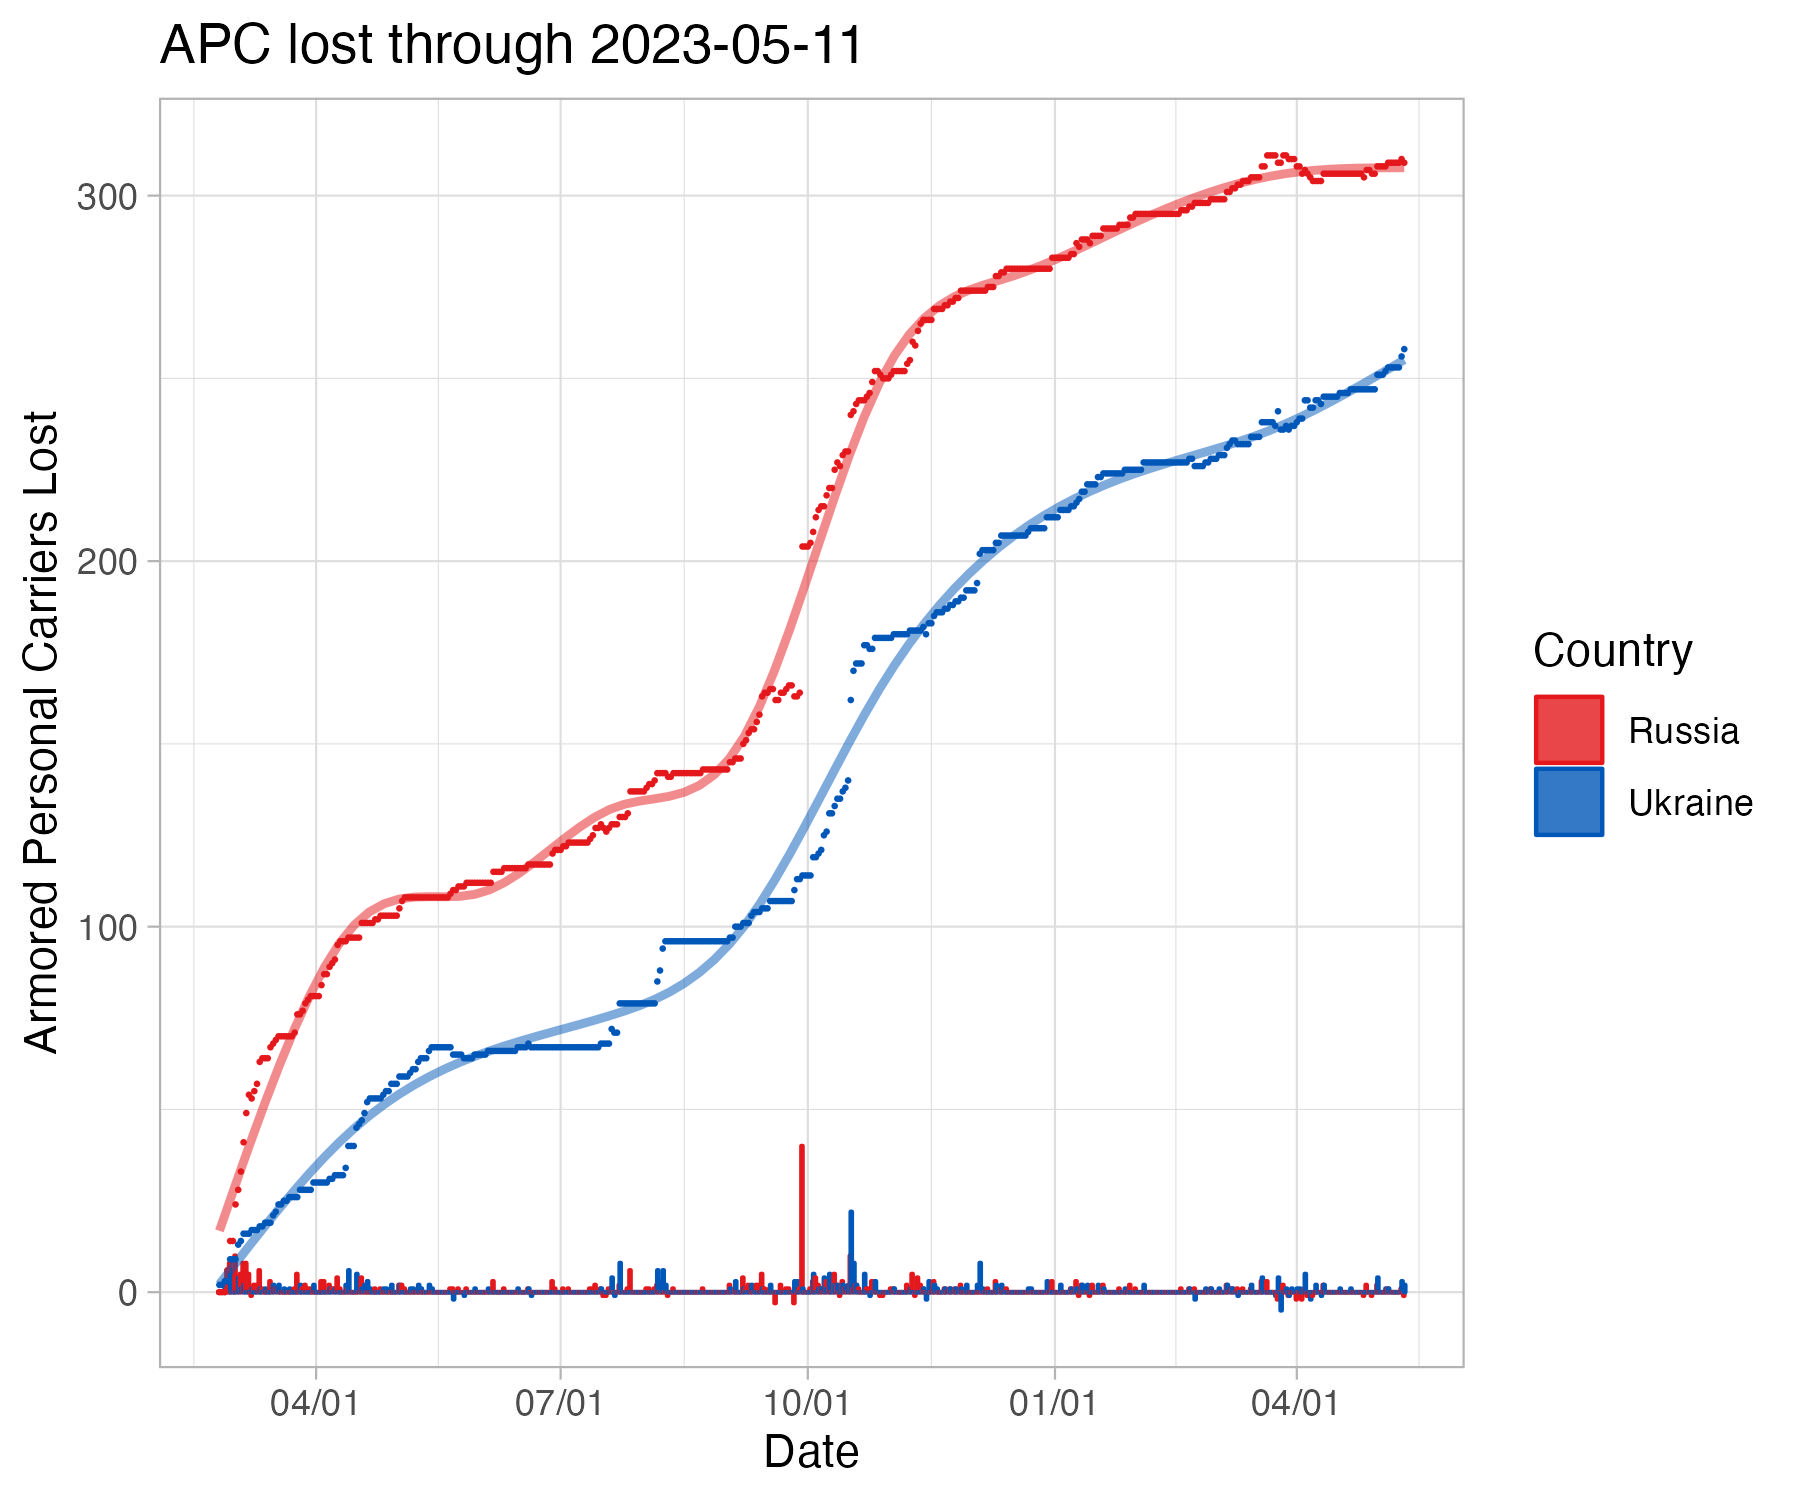 APC lost through 2023-05-11
Armored Personal Carriers Lost
300
200
100
0
04/01
07/01
10/01
01/01
04/01
Date
Country
Russia
Ukraine